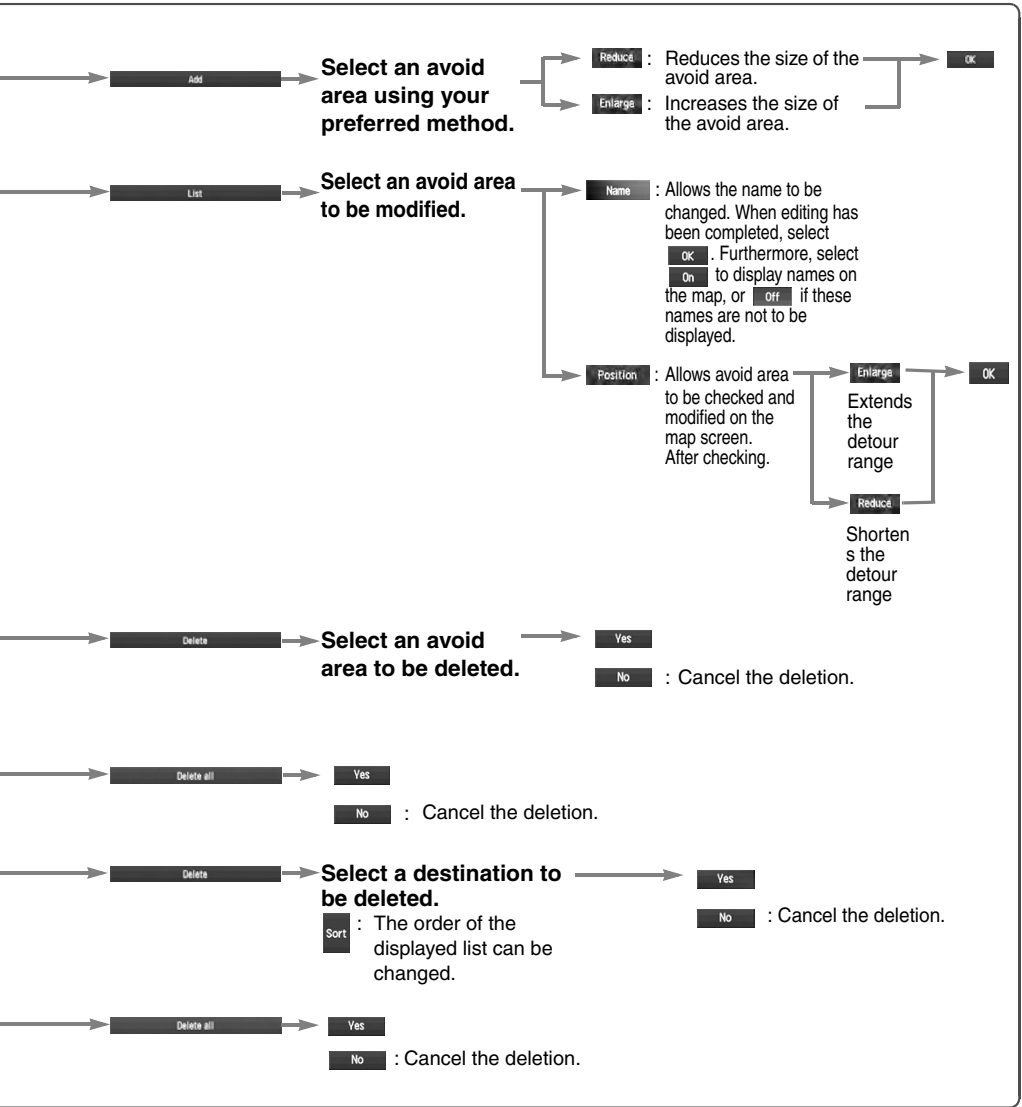 Add
Select an avoid
area using your
preferred method.
Reduce : Reduces the size of the
avoid area.
Enlarge : Increases the size of
the avoid area.
OK
List
Select an avoid area
to be modified.
Name : Allows the name to be
changed. When editing has
been completed, select
OK . Furthermore, select
On to display names on
the map, or Off if these
names are not to be
displayed.
Position : Allows avoid area
to be checked and
modified on the
map screen.
After checking.
Enlarge
Extends
the
detour
range
OK
Reduce
Shorten
s the
detour
range
Delete
Select an avoid
area to be deleted.
Yes
No : Cancel the deletion.
Delete all
Yes
No : Cancel the deletion.
Delete
Select a destination to
be deleted.
Sort : The order of the
displayed list can be
changed.
Yes
No : Cancel the deletion.
Delete all
Yes
No : Cancel the deletion.